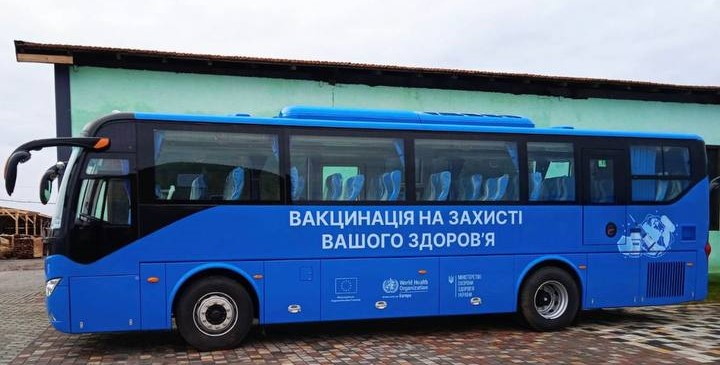 ВАКЦИНАЦІЯ НА ЗАХИСТІ
ВАШОГО ЗДОРОВ'Я
World Health
Organization
Europe
МІНІСТЕРСТВО
ОХОРОНИ
ЗДОРОВ'Я
УКРАЇНИ